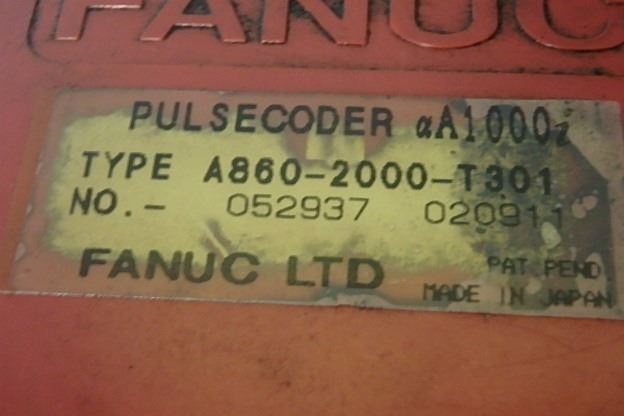 FANUC
PULSECODER αA1000i
TYPE A860-2000-T301
NO.- 052937 020911
FANUC LTD
PAT.PEND.
MADE IN JAPAN